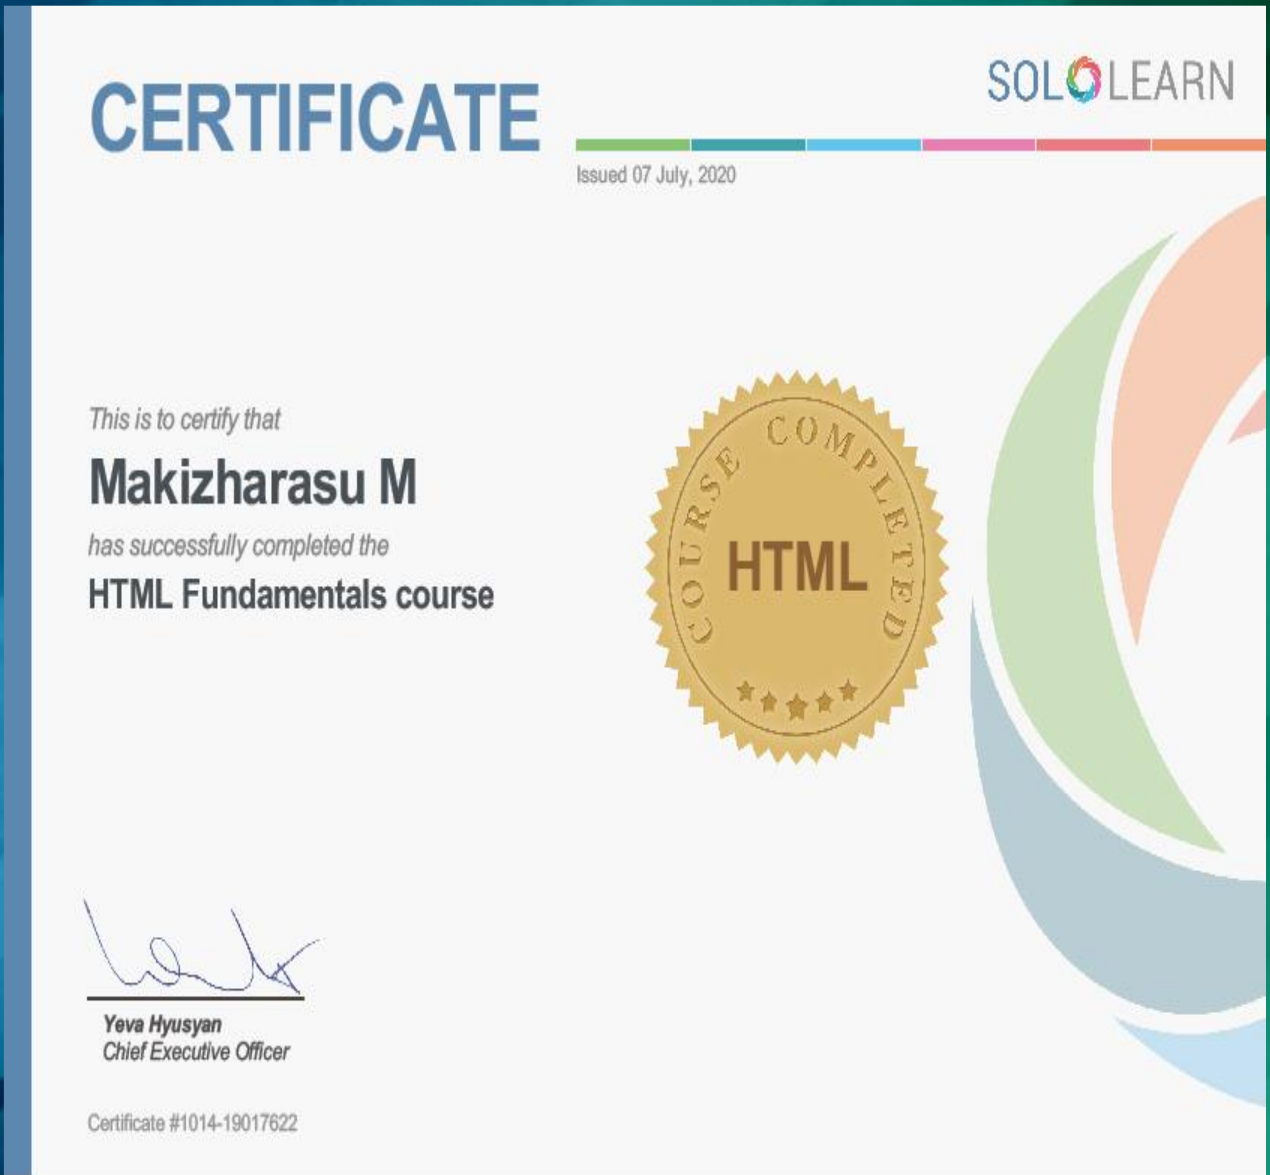 CERTIFICATE
SOLOLEARN
Issued 07 July, 2020
This is to certify that
Makizharasu M
has successfully completed the
HTML Fundamentals course
COURSE COMPLETED
HTML
Yeva Hyusyan
Chief Executive Officer
Certificate #1014-19017622